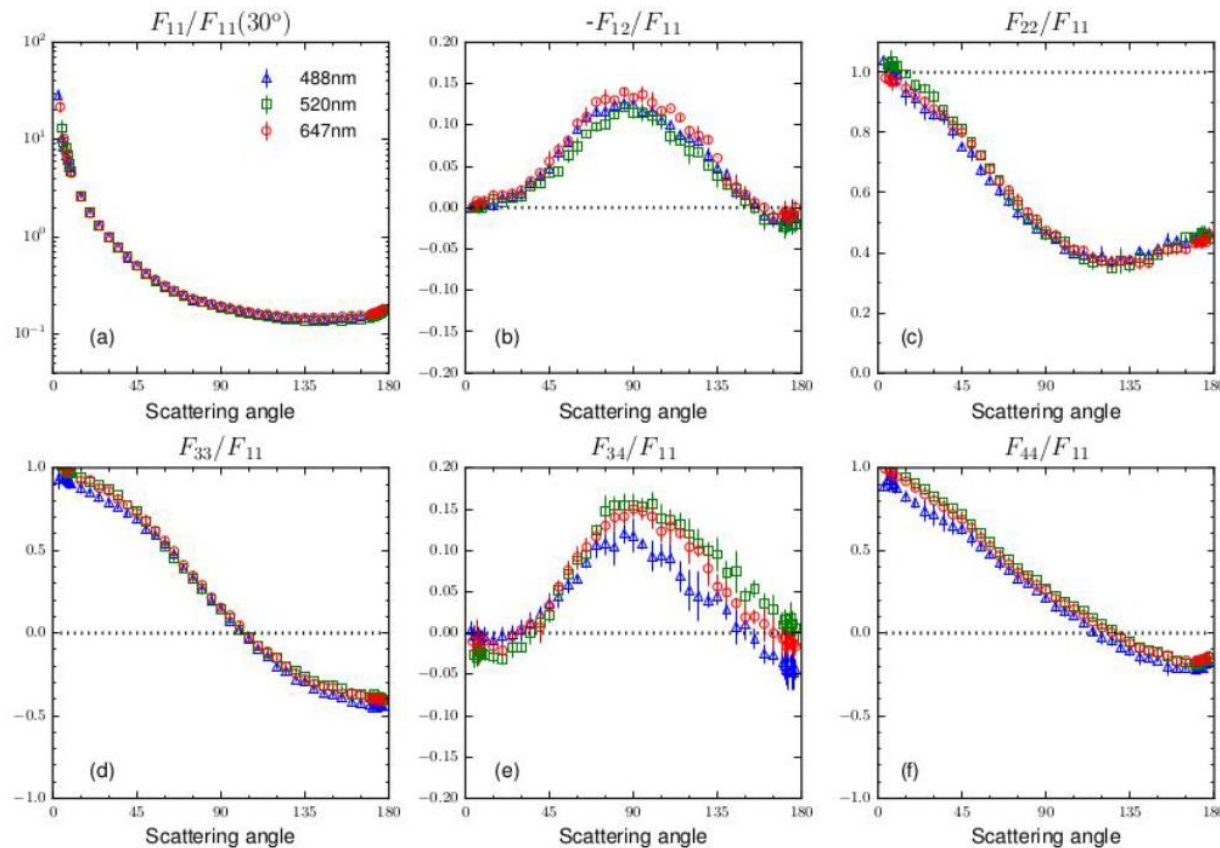 F₁₁/F₁₁(30°)
10²
10¹
10⁰
10⁻¹
488nm
520nm
647nm
(a)
0 45 90 135 180
Scattering angle
-F₁₂/F₁₁
0.20
0.15
0.10
0.05
0.00
−0.05
−0.10
−0.15
−0.20
(b)
0 45 90 135 180
Scattering angle
F₂₂/F₁₁
1.0
0.8
0.6
0.4
0.2
0.0
(c)
0 45 90 135 180
Scattering angle
F₃₃/F₁₁
1.0
0.5
0.0
−0.5
−1.0
(d)
0 45 90 135 180
Scattering angle
F₃₄/F₁₁
0.20
0.15
0.10
0.05
0.00
−0.05
−0.10
−0.15
−0.20
(e)
0 45 90 135 180
Scattering angle
F₄₄/F₁₁
1.0
0.5
0.0
−0.5
−1.0
(f)
0 45 90 135 180
Scattering angle